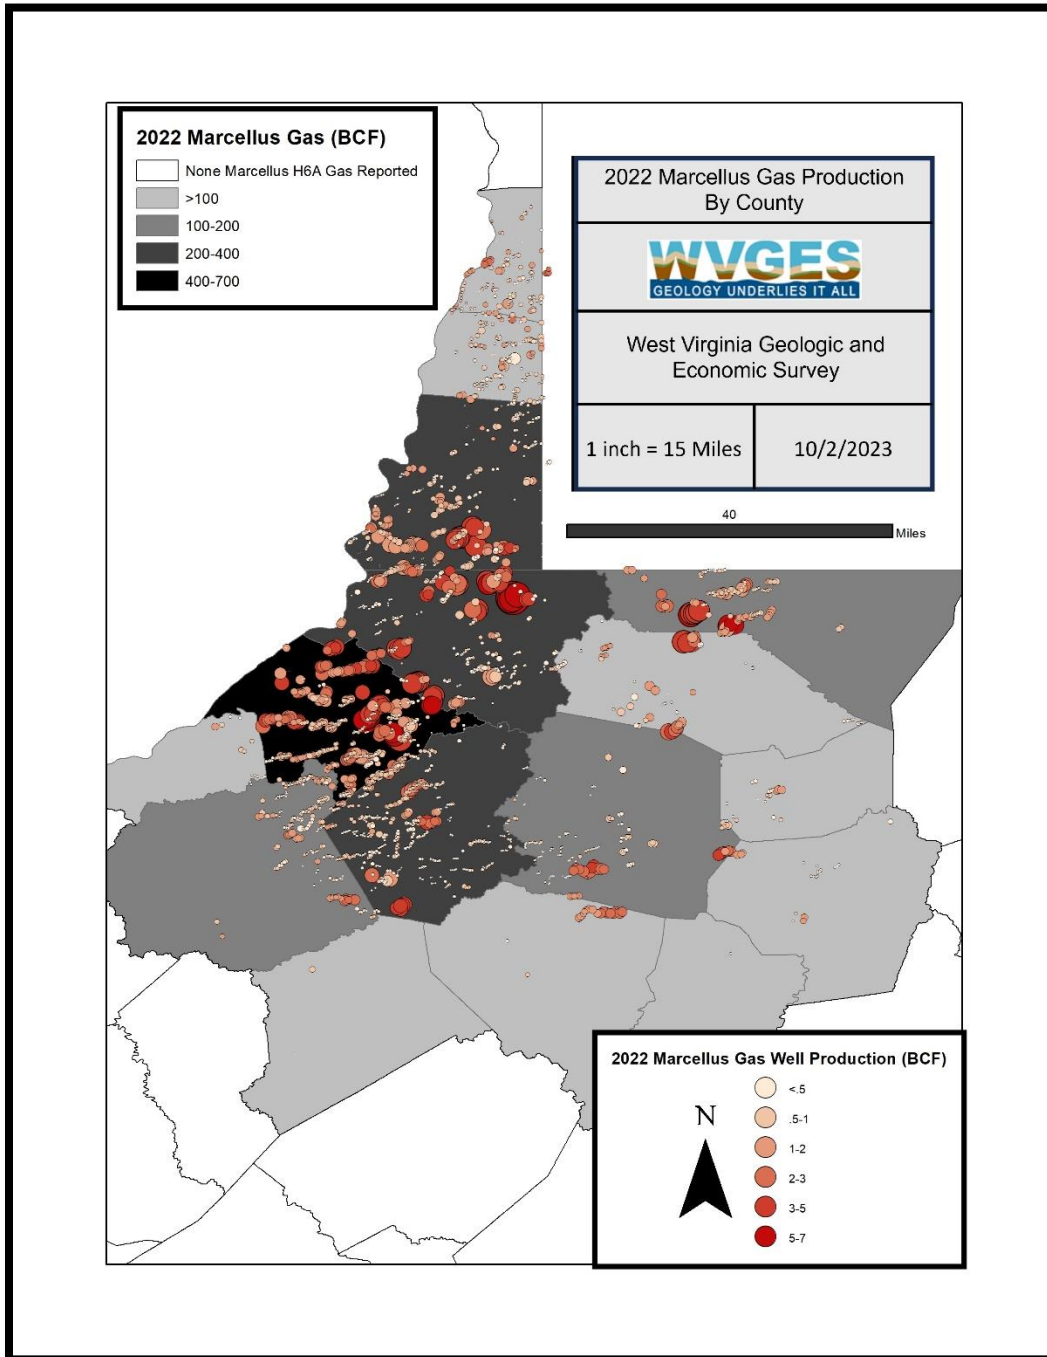 2022 Marcellus Gas (BCF)
None Marcellus H6A Gas Reported
>100
100-200
200-400
400-700
2022 Marcellus Gas Production
By County
WVGES
GEOLOGY UNDERLIES IT ALL
West Virginia Geologic and
Economic Survey
1 inch = 15 Miles
10/2/2023
40
Miles
2022 Marcellus Gas Well Production (BCF)
N
<.5
.5-1
1-2
2-3
3-5
5-7